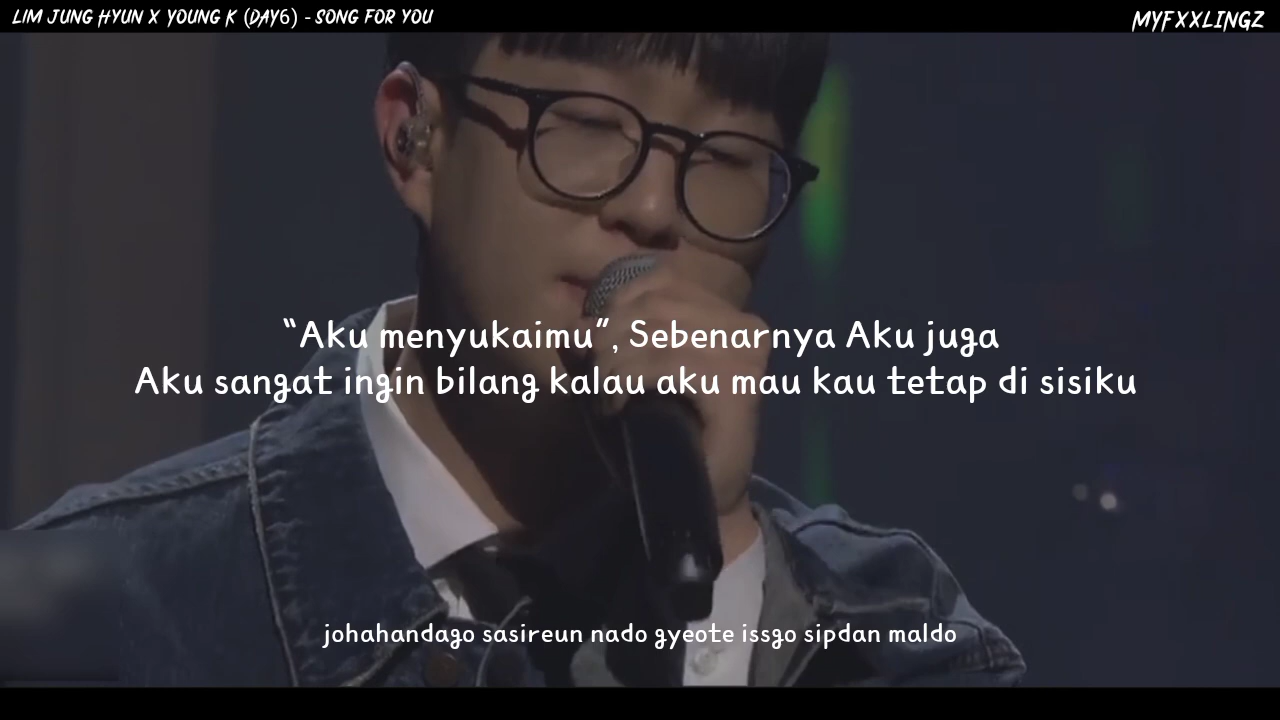 LIM JUNG HYUN X YOUNG K (DAY6) - SONG FOR YOU
MYFXXLINGZ
“Aku menyukaimu”, Sebenarnya Aku juga
Aku sangat ingin bilang kalau aku mau kau tetap di sisiku
johahandago sasireun nado gyeote issgo sipdan maldo